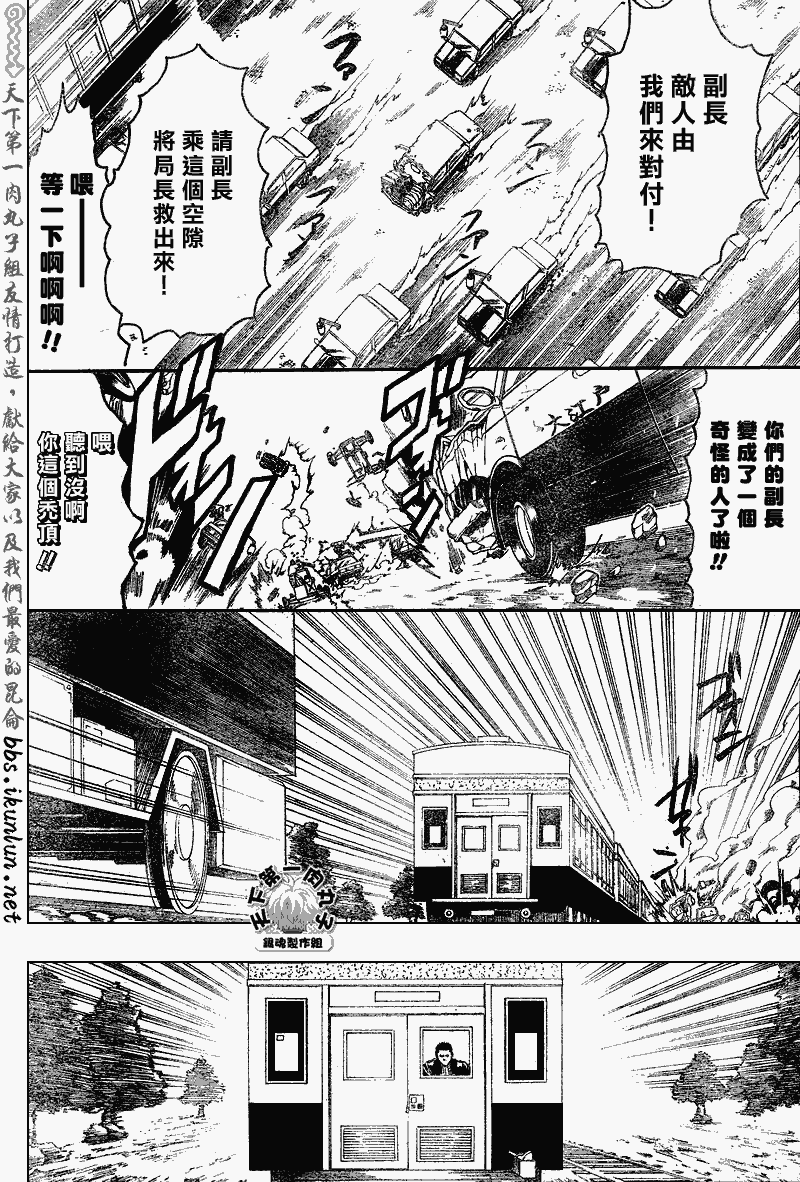 副長
敵人由
我們來對付！
請副長
乘這個空隙
將局長救出來！
喂——
等一下啊啊啊!!
你們的副長
變成了一個
奇怪的人了啦!!
大江戶
喂
聽到沒啊
你這個禿頂!!
天下第一肉丸子
銀魂製作組
天下第一肉丸子組友情打造，獻給大家以及我們最愛的昆侖 bbs.ikunlun.net